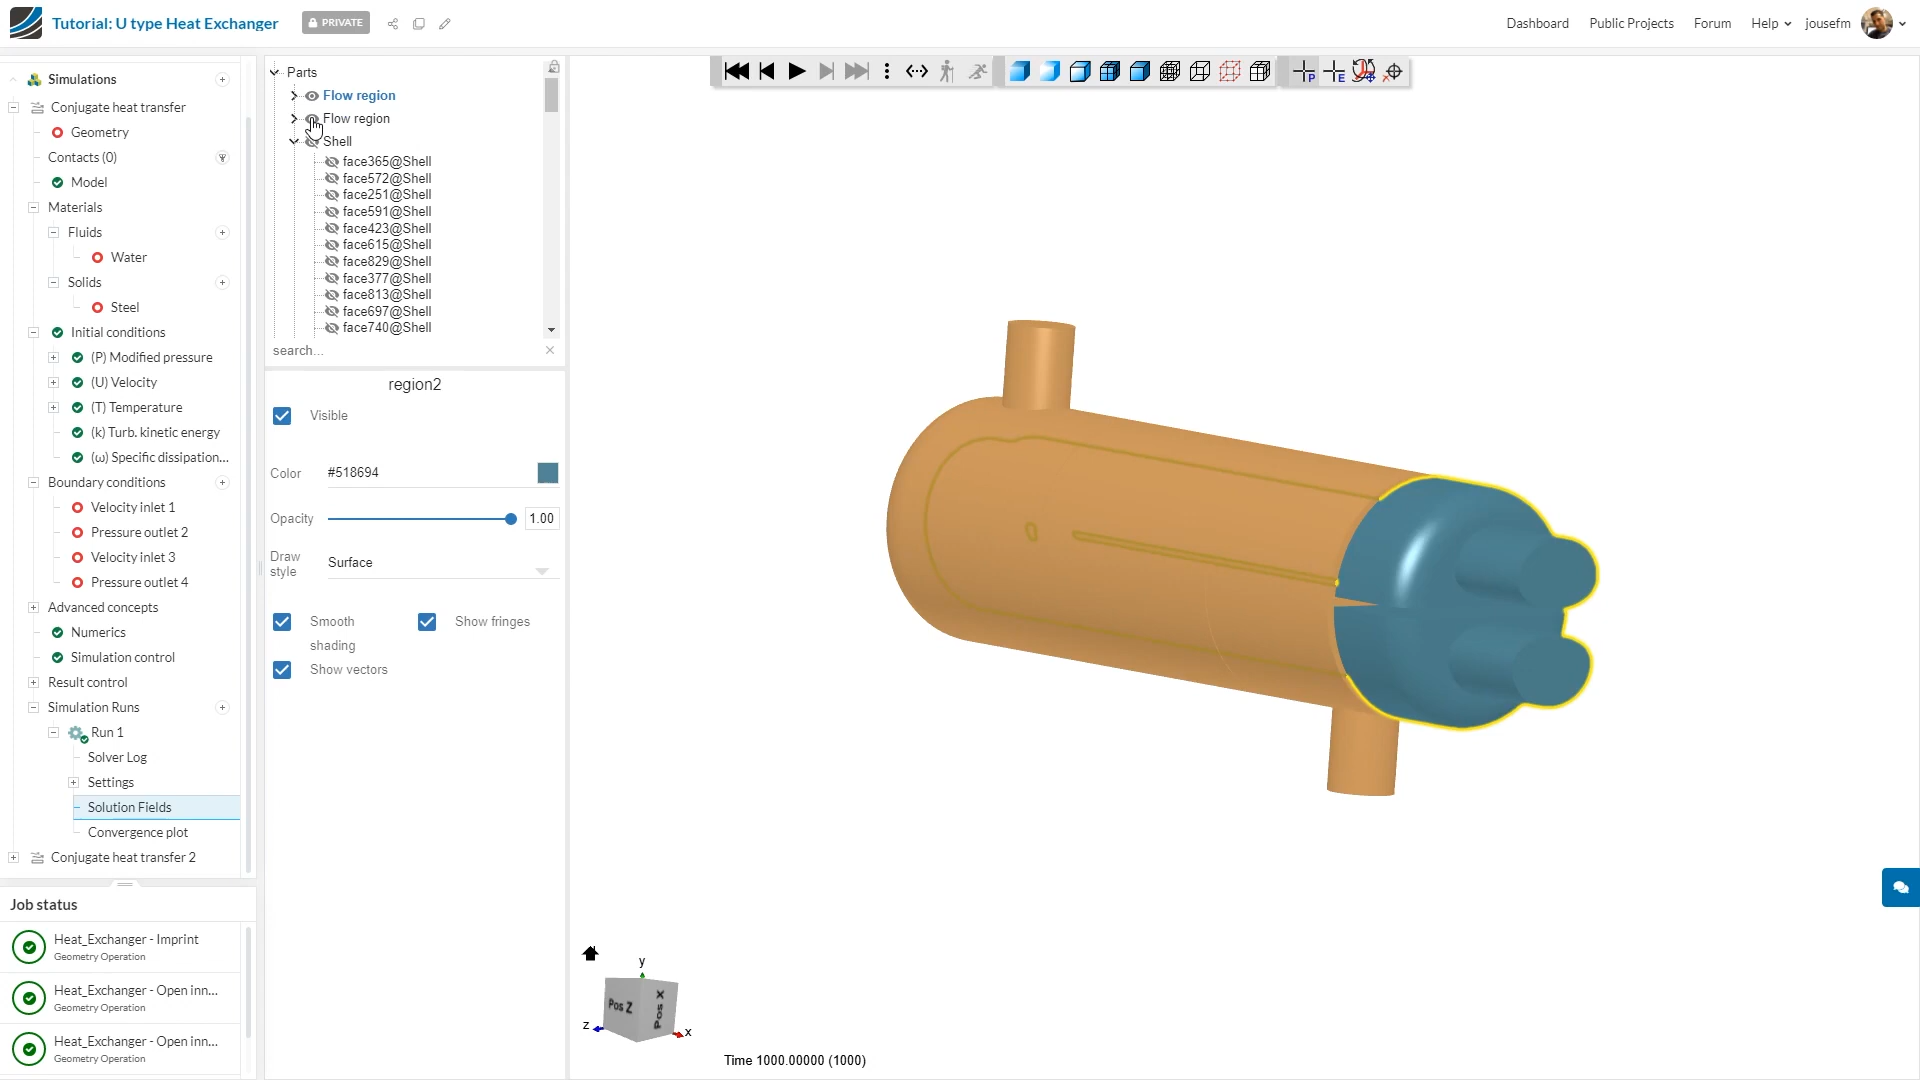 Tutorial: U type Heat Exchanger
PRIVATE
Dashboard
Public Projects
Forum
Help
jousefm
Simulations
Conjugate heat transfer
Geometry
Contacts (0)
Model
Materials
Fluids
Water
Solids
Steel
Initial conditions
(P) Modified pressure
(U) Velocity
(T) Temperature
(k) Turb. kinetic energy
(ω) Specific dissipation...
Boundary conditions
Velocity inlet 1
Pressure outlet 2
Velocity inlet 3
Pressure outlet 4
Advanced concepts
Numerics
Simulation control
Result control
Simulation Runs
Run 1
Solver Log
Settings
Solution Fields
Convergence plot
Conjugate heat transfer 2
Job status
Heat_Exchanger - Imprint
Geometry Operation
Heat_Exchanger - Open inn...
Geometry Operation
Heat_Exchanger - Open inn...
Geometry Operation
Parts
Flow region
Flow region
Shell
face365@Shell
face572@Shell
face251@Shell
face591@Shell
face423@Shell
face615@Shell
face829@Shell
face377@Shell
face813@Shell
face697@Shell
face740@Shell
search...
region2
Visible
Color #518694
Opacity 1.00
Draw
style Surface
Smooth
shading
Show fringes
Show vectors
P
E
y
Pos Z
Pos X
z
x
Time 1000.00000 (1000)